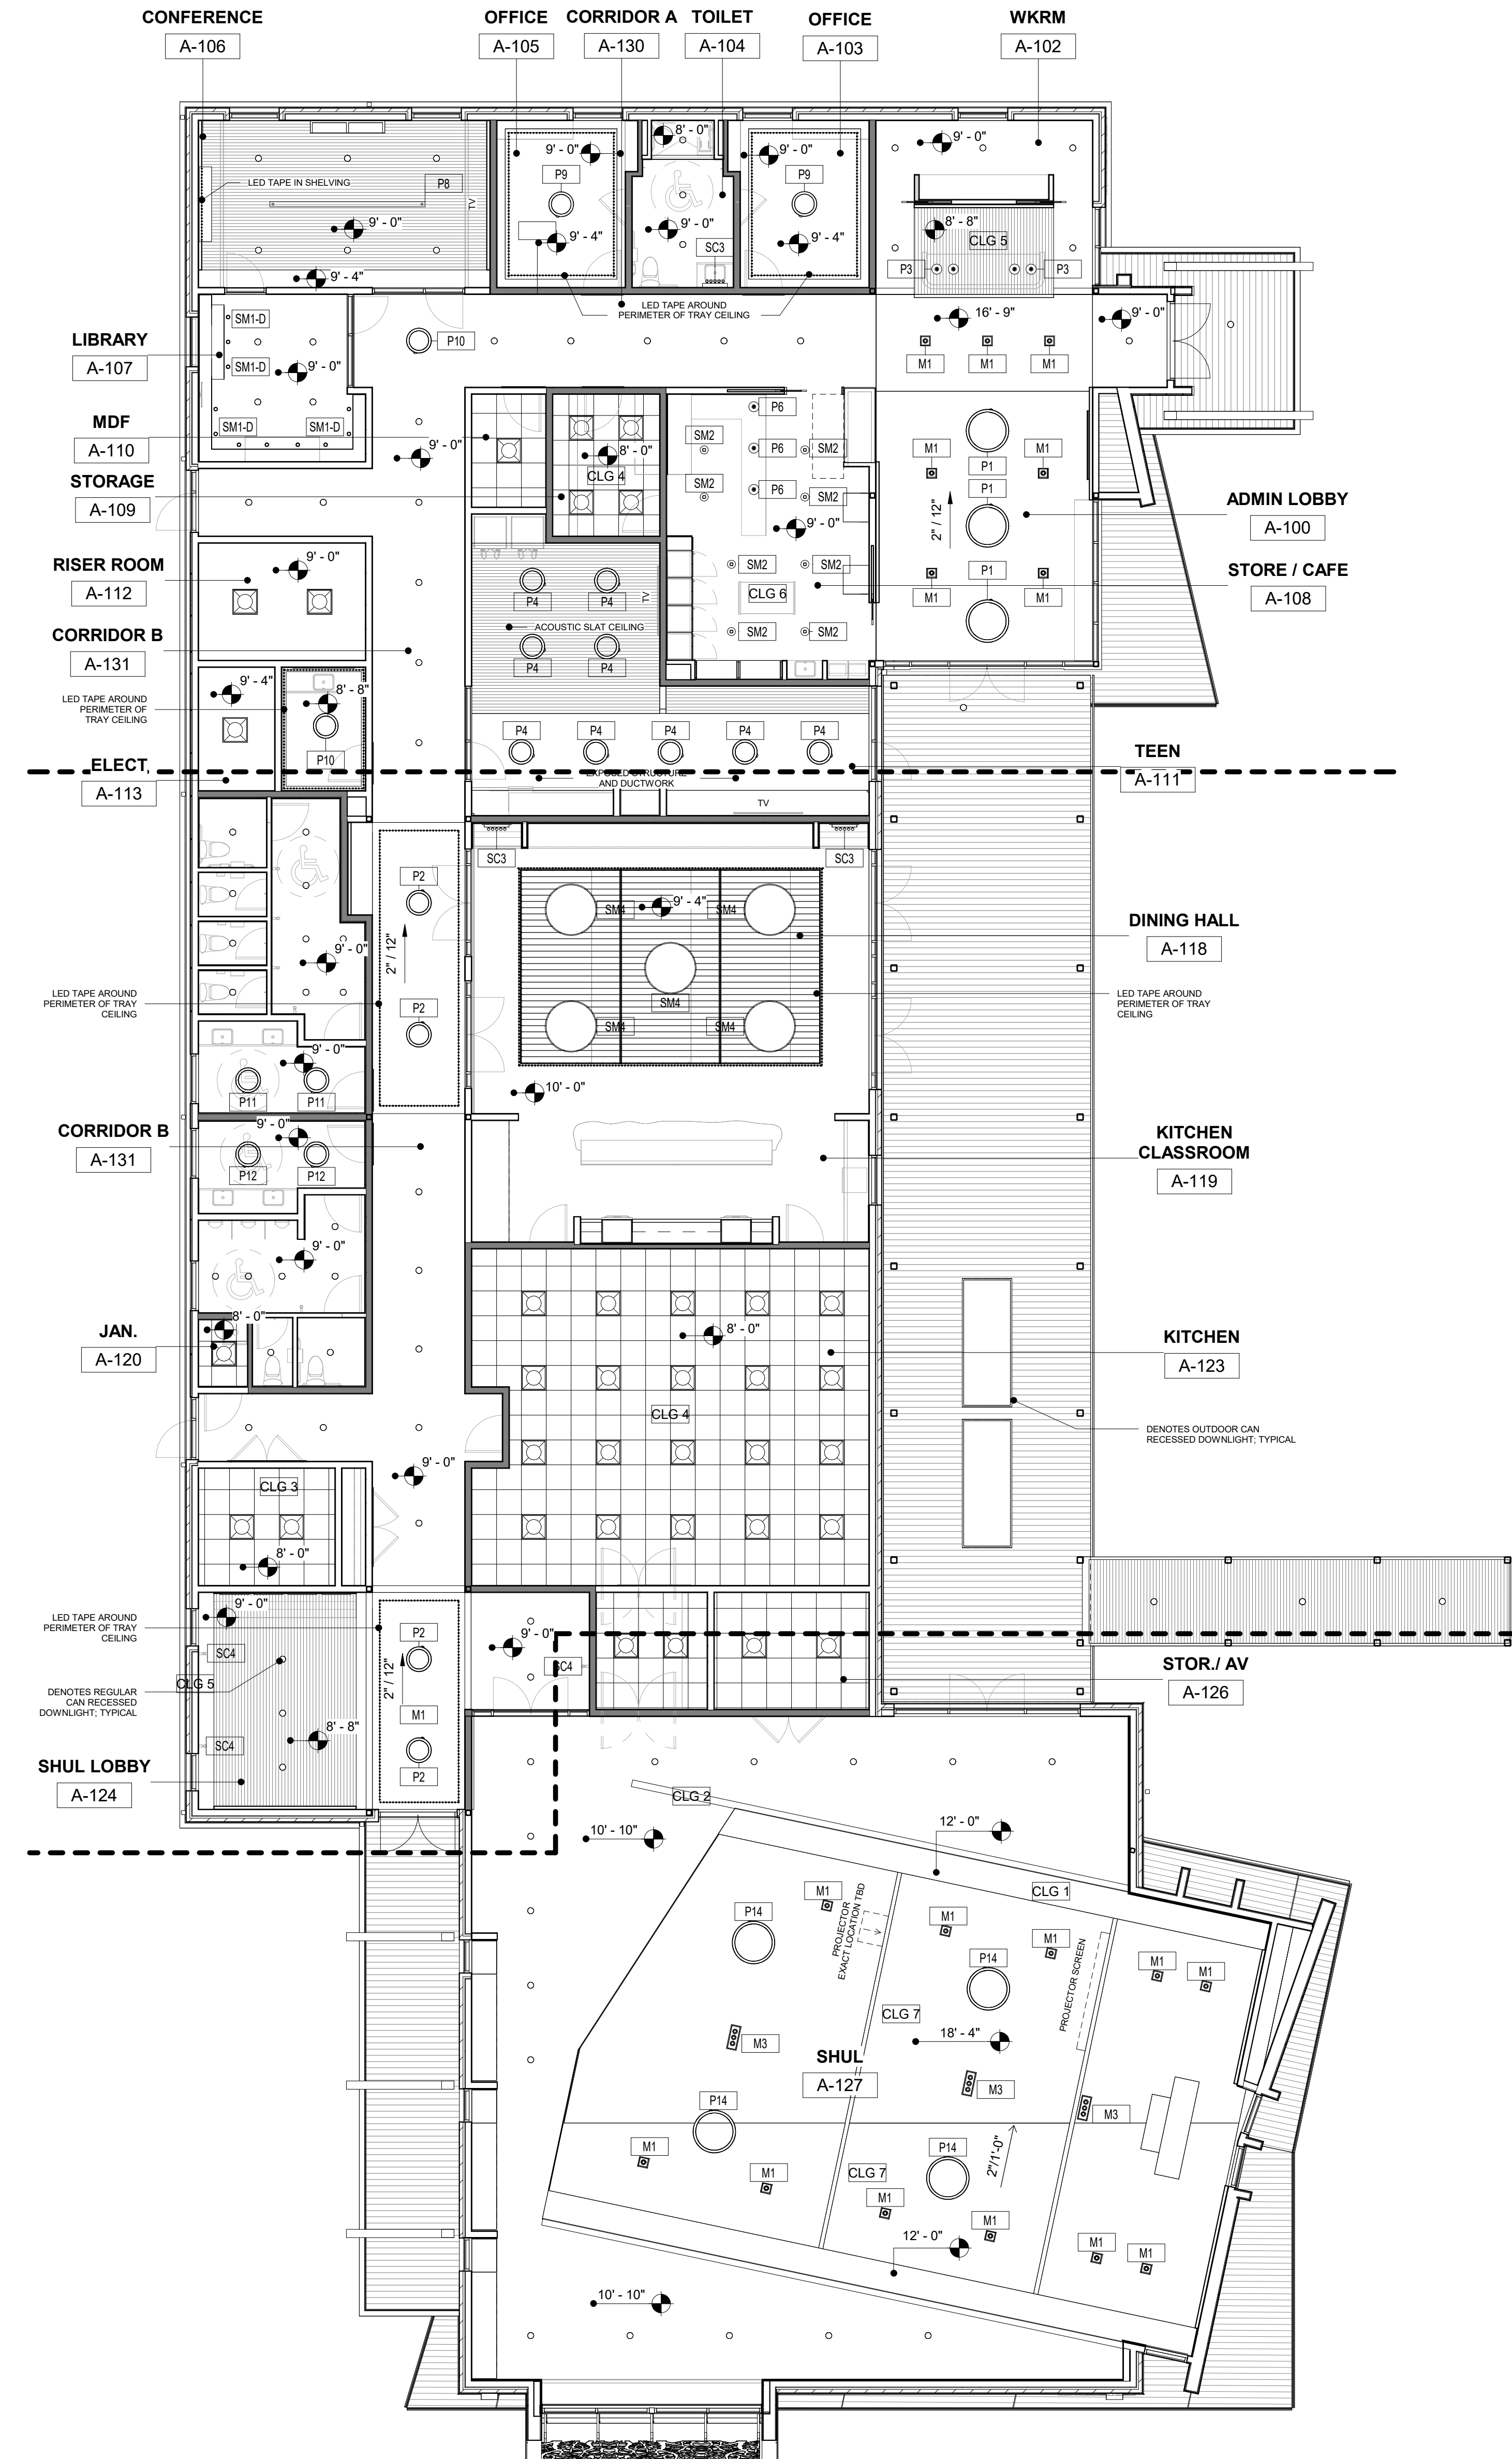 CONFERENCE
A-106
OFFICE
A-105
CORRIDOR A
A-130
TOILET
A-104
OFFICE
A-103
WKRM
A-102
LED TAPE IN SHELVING
P8
TV
9' - 0"
9' - 4"
9' - 0"
P9
9' - 4"
8' - 0"
9' - 0"
SC3
9' - 0"
P9
9' - 4"
9' - 0"
8' - 8"
CLG 5
P3
P3
LED TAPE AROUND
PERIMETER OF TRAY CEILING
LIBRARY
A-107
SM1-D
SM1-D
9' - 0"
SM1-D
SM1-D
P10
16' - 9"
9' - 0"
M1
M1
M1
MDF
A-110
9' - 0"
STORAGE
A-109
8' - 0"
CLG 4
P6
SM2
P6
SM2
SM2
P6
SM2
9' - 0"
SM2
SM2
CLG 6
SM2
SM2
M1
P1
M1
P1
2" / 12"
P1
M1
M1
ADMIN LOBBY
A-100
STORE / CAFE
A-108
RISER ROOM
A-112
9' - 0"
CORRIDOR B
A-131
P4
P4
TV
ACOUSTIC SLAT CEILING
P4
P4
LED TAPE AROUND
PERIMETER OF
TRAY CEILING
9' - 4"
8' - 8"
P10
P4
P4
P4
P4
P4
EXPOSED STRUCTURE
AND DUCTWORK
TV
ELECT.
A-113
TEEN
A-111
SC3
SC3
P2
2" / 12"
P2
9' - 0"
SM4
9' - 4"
SM4
SM4
SM4
SM4
DINING HALL
A-118
LED TAPE AROUND
PERIMETER OF TRAY
CEILING
LED TAPE AROUND
PERIMETER OF TRAY
CEILING
9' - 0"
P11
P11
10' - 0"
CORRIDOR B
A-131
9' - 0"
P12
P12
KITCHEN
CLASSROOM
A-119
9' - 0"
JAN.
A-120
8' - 0"
8' - 0"
KITCHEN
A-123
CLG 4
DENOTES OUTDOOR CAN
RECESSED DOWNLIGHT; TYPICAL
9' - 0"
CLG 3
8' - 0"
LED TAPE AROUND
PERIMETER OF TRAY
CEILING
9' - 0"
SC4
CLG 5
DENOTES REGULAR
CAN RECESSED
DOWNLIGHT; TYPICAL
8' - 8"
SC4
P2
2" / 12"
M1
P2
9' - 0"
SC4
STOR./ AV
A-126
SHUL LOBBY
A-124
CLG 2
10' - 10"
12' - 0"
CLG 1
M1
P14
PROJECTOR
EXACT LOCATION TBD
M1
M1
P14
PROJECTOR SCREEN
M1
M1
CLG 7
18' - 4"
M3
SHUL
A-127
M3
M3
P14
M1
M1
CLG 7
P14
2"/1'-0"
M1
M1
M1
M1
12' - 0"
10' - 10"